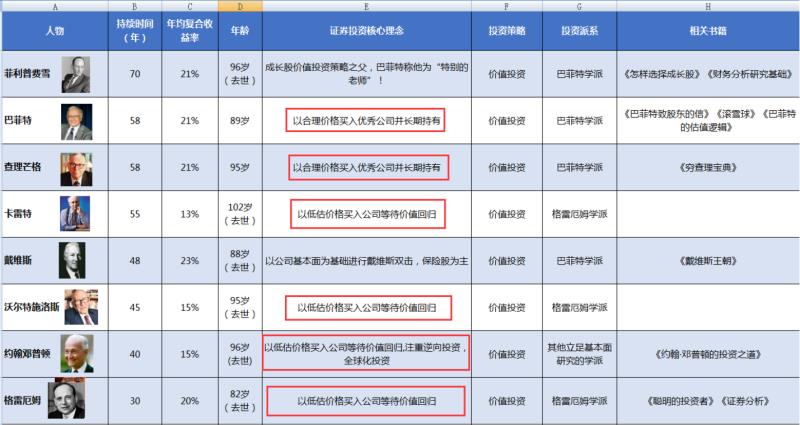 A B C D E F G H
人物 持续时间（年） 年均复合收益率 年龄 证券投资核心理念 投资策略 投资派系 相关书籍
菲利普费雪 70 21% 96岁（去世） 成长股价值投资策略之父，巴菲特称他为“特别的老师”！ 价值投资 巴菲特学派 《怎样选择成长股》《财务分析研究基础》
巴菲特 58 21% 89岁 以合理价格买入优秀公司并长期持有 价值投资 巴菲特学派 《巴菲特致股东的信》《滚雪球》《巴菲特的估值逻辑》
查理芒格 58 21% 95岁 以合理价格买入优秀公司并长期持有 价值投资 巴菲特学派 《穷查理宝典》
卡雷特 55 13% 102岁（去世） 以低估价格买入公司等待价值回归 价值投资 格雷厄姆学派
戴维斯 48 23% 88岁（去世） 以公司基本面为基础进行戴维斯双击，保险股为主 价值投资 巴菲特学派 《戴维斯王朝》
沃尔特施洛斯 45 15% 95岁（去世） 以低估价格买入公司等待价值回归 价值投资 格雷厄姆学派
约翰邓普顿 40 15% 96岁(去世) 以低估价格买入公司等待价值回归,注重逆向投资，全球化投资 价值投资 其他立足基本面研究的学派 《约翰·邓普顿的投资之道》
格雷厄姆 30 20% 82岁（去世） 以低估价格买入公司等待价值回归 价值投资 格雷厄姆学派 《聪明的投资者》《证券分析》